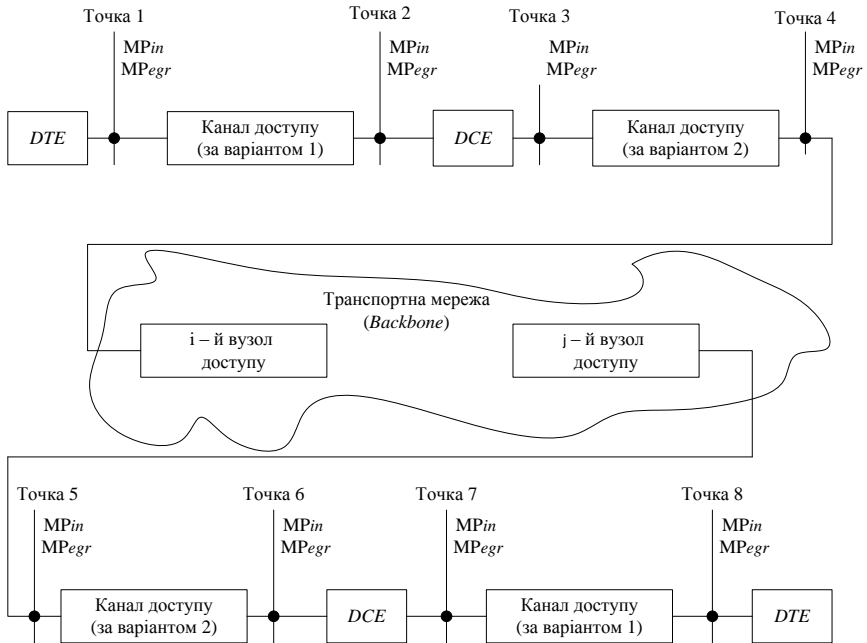 Точка 1
Точка 2
Точка 3
Точка 4
MPin
MPegr
MPin
MPegr
MPin
MPegr
MPin
MPegr
DTE
Канал доступу
(за варіантом 1)
DCE
Канал доступу
(за варіантом 2)
Транспортна мережа
(Backbone)
і – й вузол
доступу
j – й вузол
доступу
Точка 5
Точка 6
Точка 7
Точка 8
MPin
MPegr
MPin
MPegr
MPin
MPegr
MPin
MPegr
Канал доступу
(за варіантом 2)
DCE
Канал доступу
(за варіантом 1)
DTE